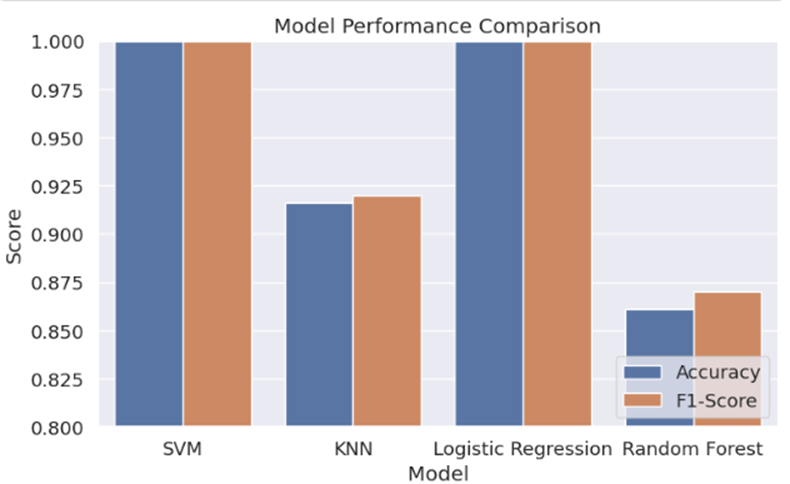 Model Performance Comparison
1.000
0.975
0.950
0.925
0.900
0.875
0.850
0.825
0.800
Score
Accuracy
F1-Score
SVM KNN Logistic Regression Random Forest
Model